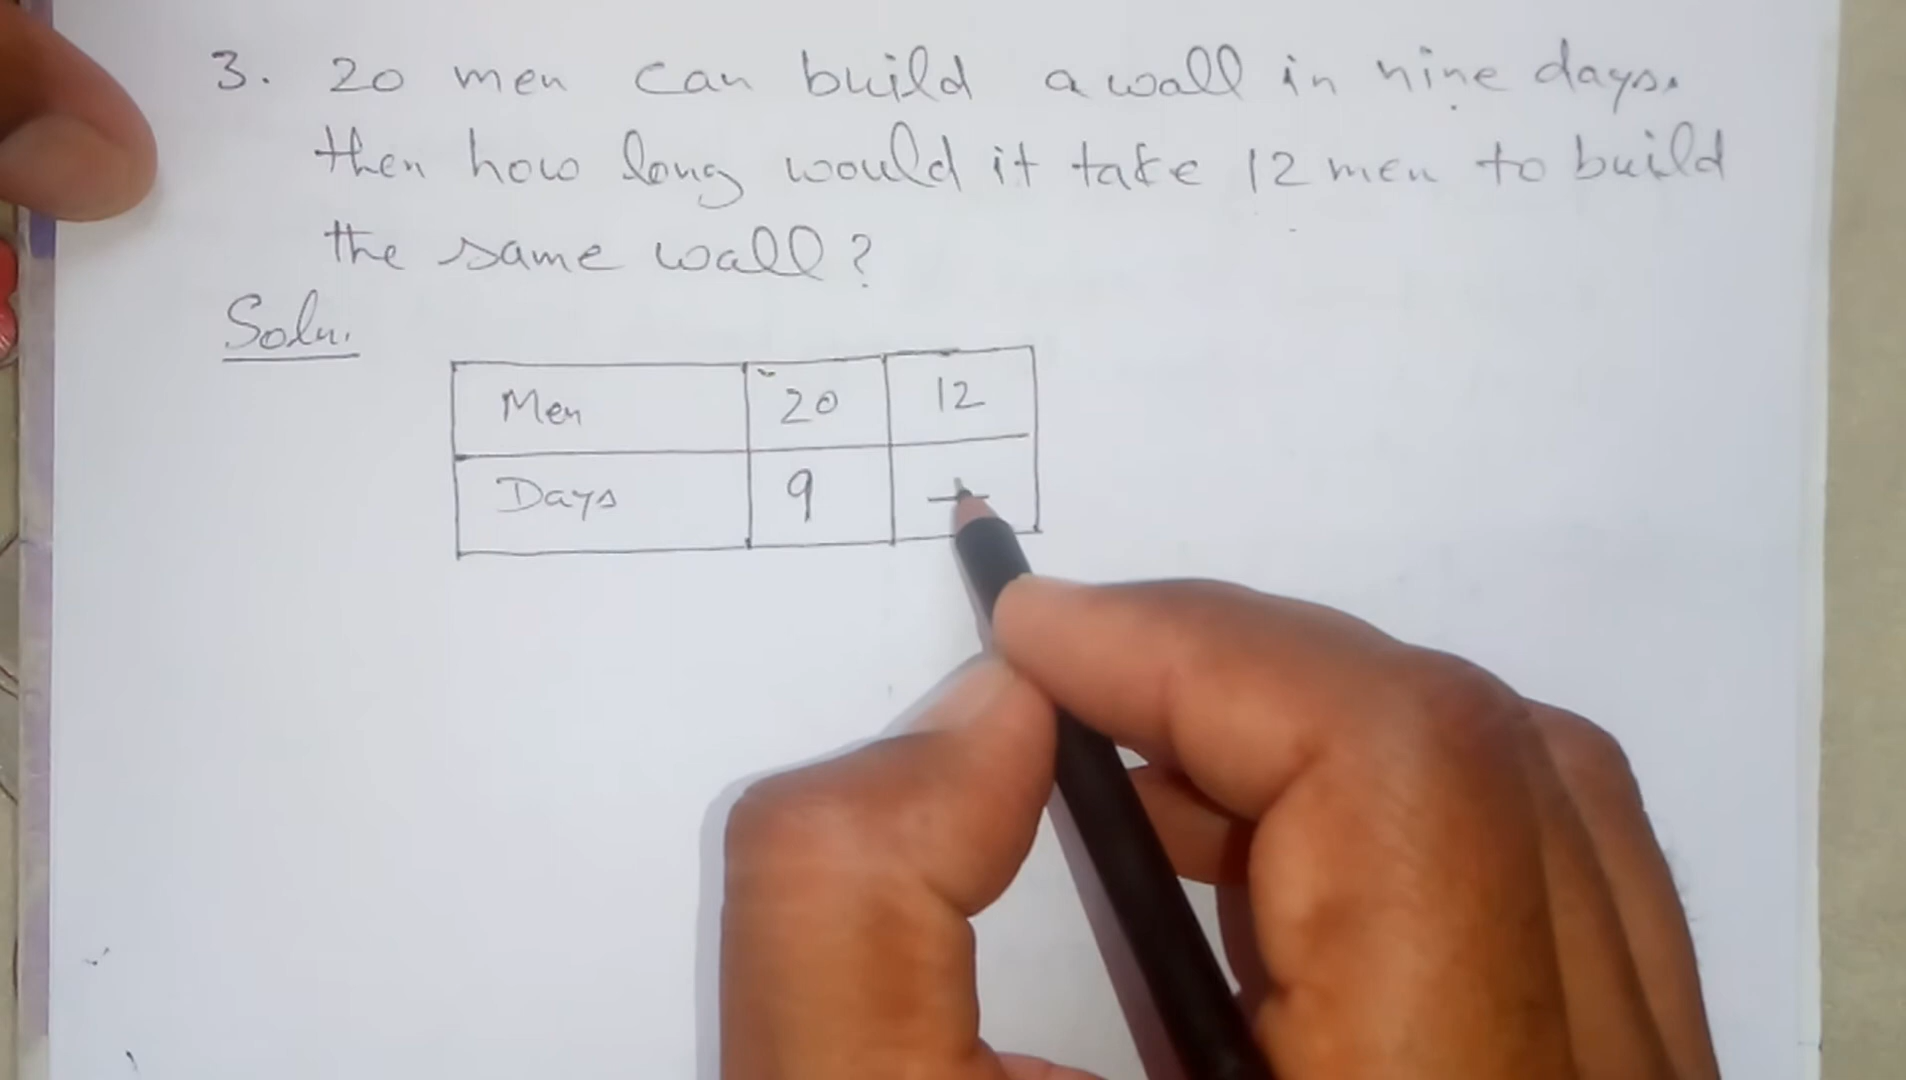 3. 20 men can build a wall in nine days.
then how long would it take 12 men to build
the same wall?
Soln.
Men 20 12
Days 9 —